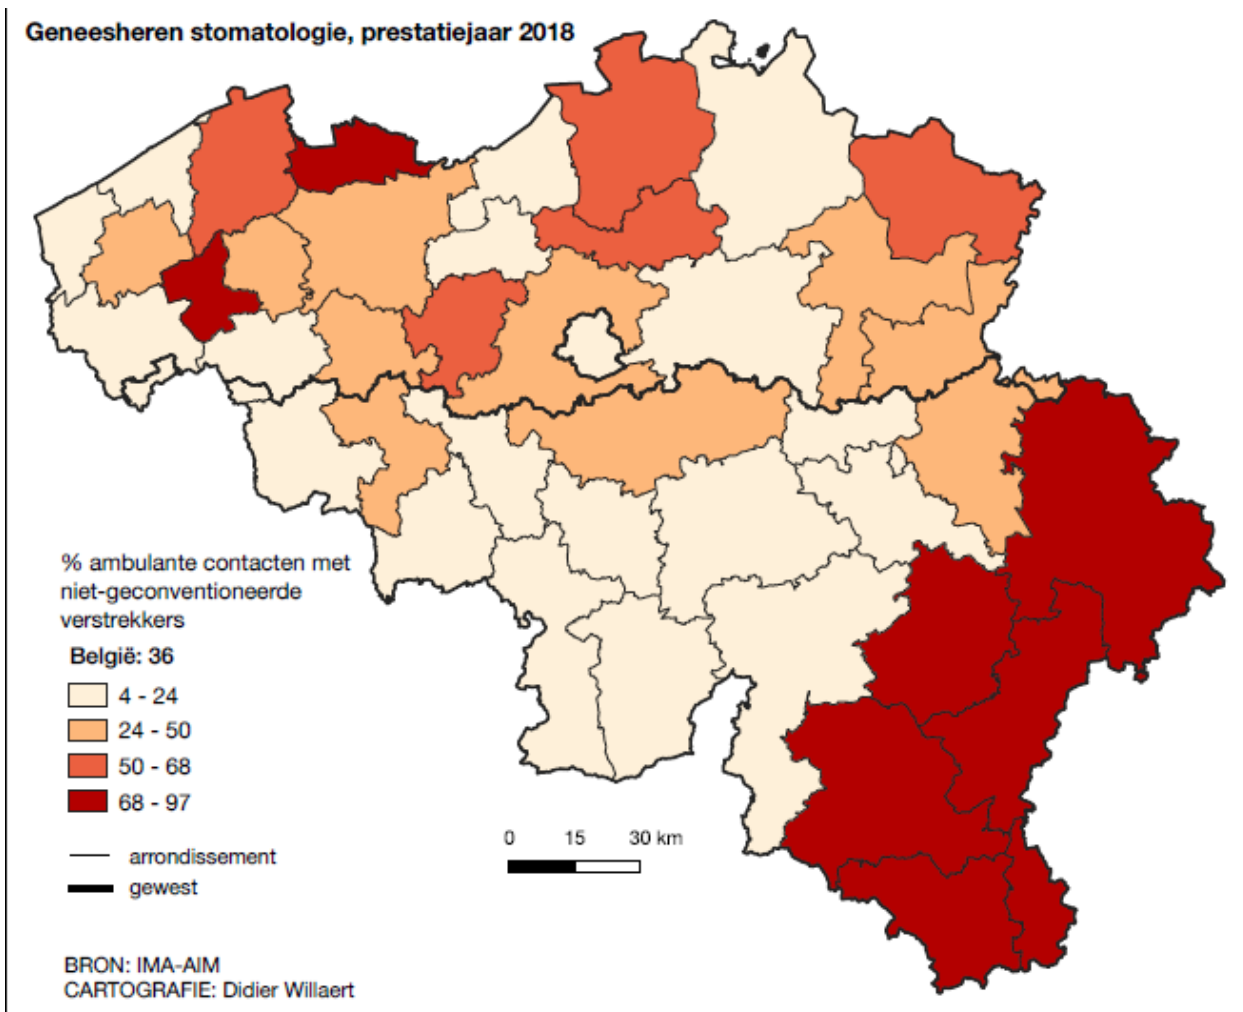 Geneesheren stomatologie, prestatiejaar 2018
% ambulante contacten met
niet-geconventioneerde
verstrekkers
België: 36
4 - 24
24 - 50
50 - 68
68 - 97
arrondissement
gewest
0 15 30 km
BRON: IMA-AIM
CARTOGRAFIE: Didier Willaert